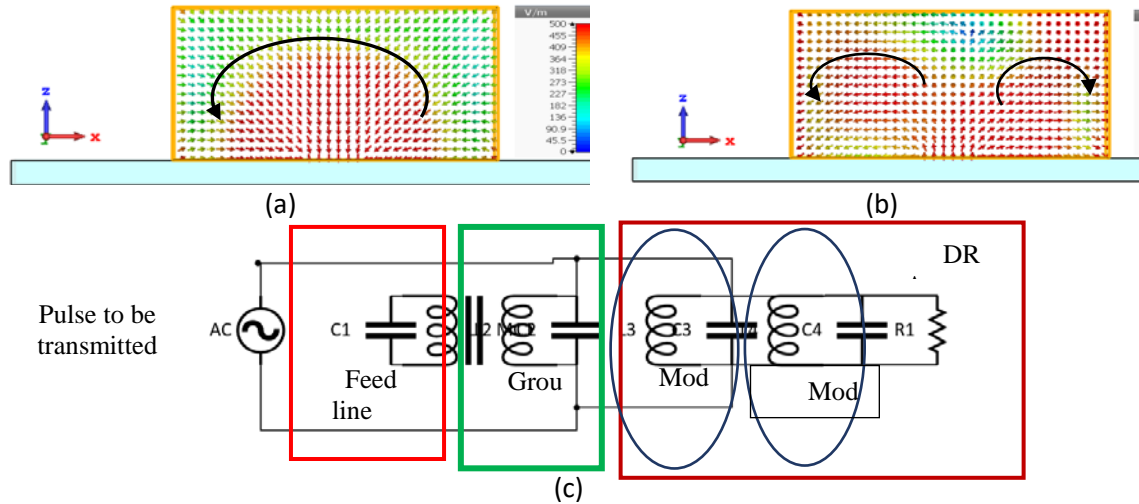 V/m
500
455
409
364
318
273
227
182
136
90.9
45.5
0
z
x
(a)
z
x
(b)
Pulse to be
transmitted
AC
C1
Feed
line
Grou
L3
C3
Mod
C4
Mod
R1
DR
(c)